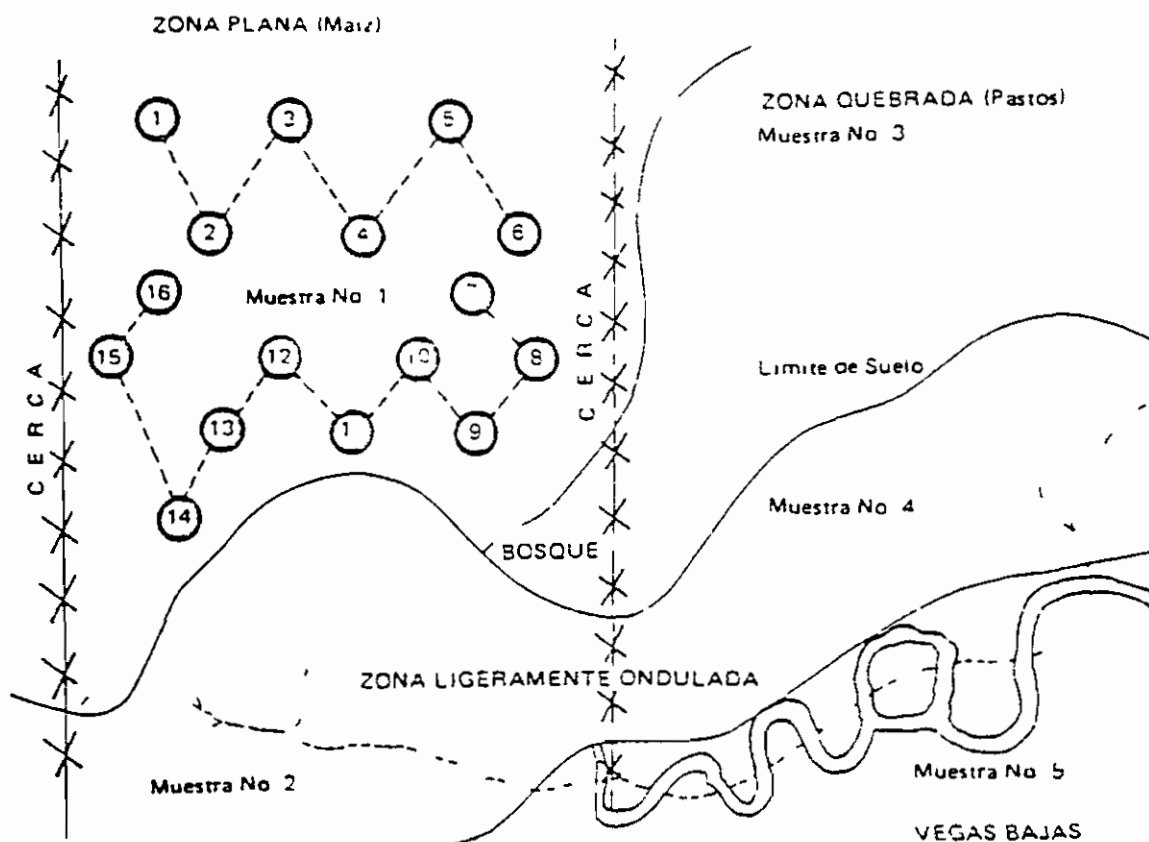 ZONA PLANA (Maiz)
ZONA QUEBRADA (Pastos)
Muestra No 3
1
3
5
2
4
6
16
Muestra No 1
7
15
12
10
8
CERCA
CERCA
Limite de Suelo
13
1
9
14
Muestra No 4
BOSQUE
ZONA LIGERAMENTE ONDULADA
Muestra No 2
Muestra No 5
VEGAS BAJAS